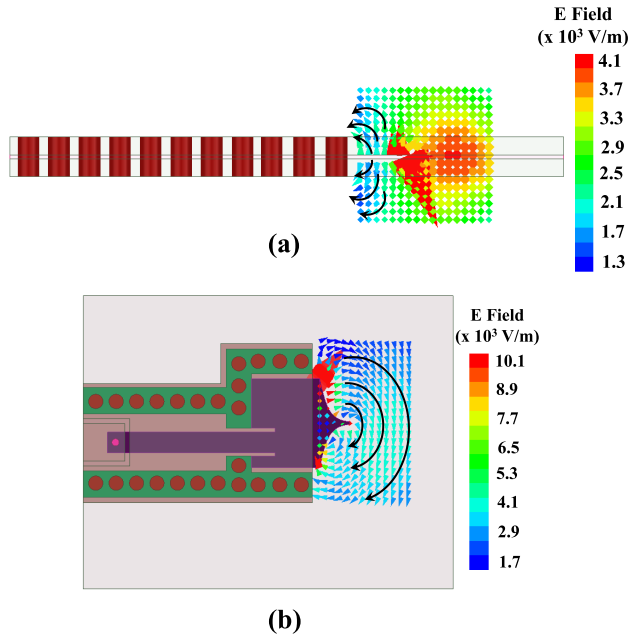 E Field
(x 10³ V/m)
4.1
3.7
3.3
2.9
2.5
2.1
1.7
1.3
(a)
E Field
(x 10³ V/m)
10.1
8.9
7.7
6.5
5.3
4.1
2.9
1.7
(b)